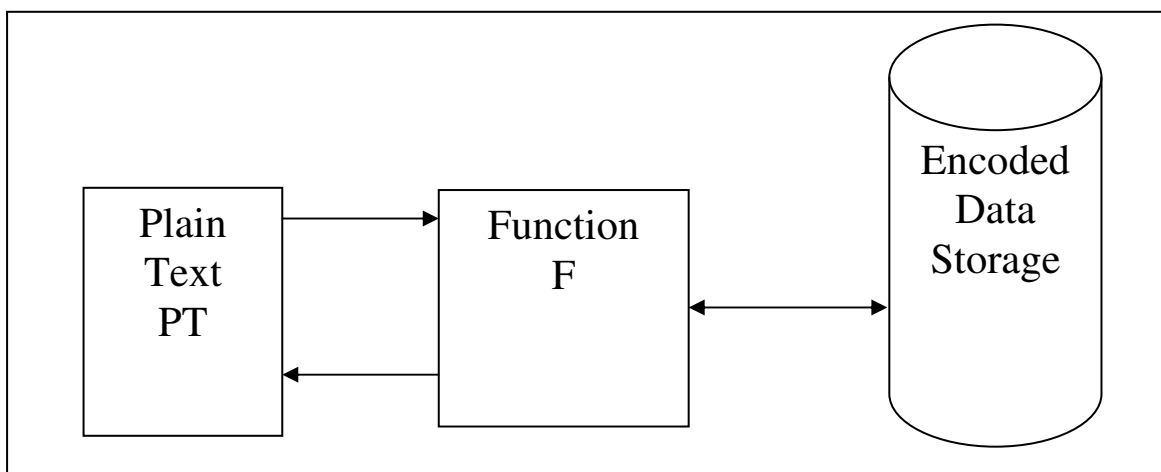 Plain
Text
PT
Function
F
Encoded
Data
Storage